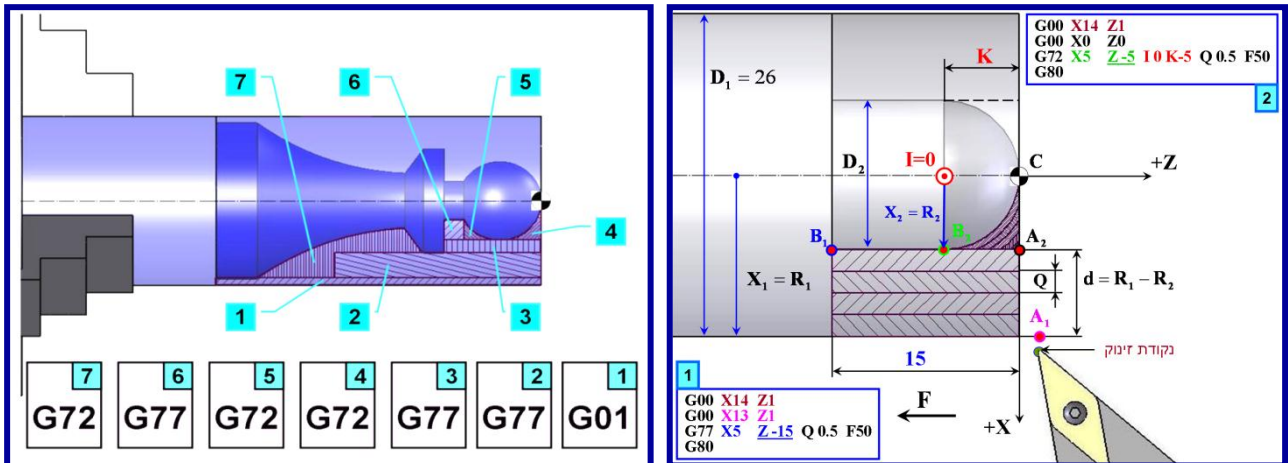 7
6
5
4
1
2
3
7
G72
6
G77
5
G72
4
G72
3
G77
2
G77
1
G01
G00 X14 Z1
G00 X0 Z0
G72 X5 Z-5 I 0 K-5 Q 0.5 F50
G80
2
K
D₁ = 26
D₂
I=0
C
+Z
X₂ = R₂
B₁
B₂
A₂
X₁ = R₁
Q
d = R₁ − R₂
A₁
נקודת זינוק
15
1
G00 X14 Z1
G00 X13 Z1
G77 X5 Z-15 Q 0.5 F50
G80
F
+X